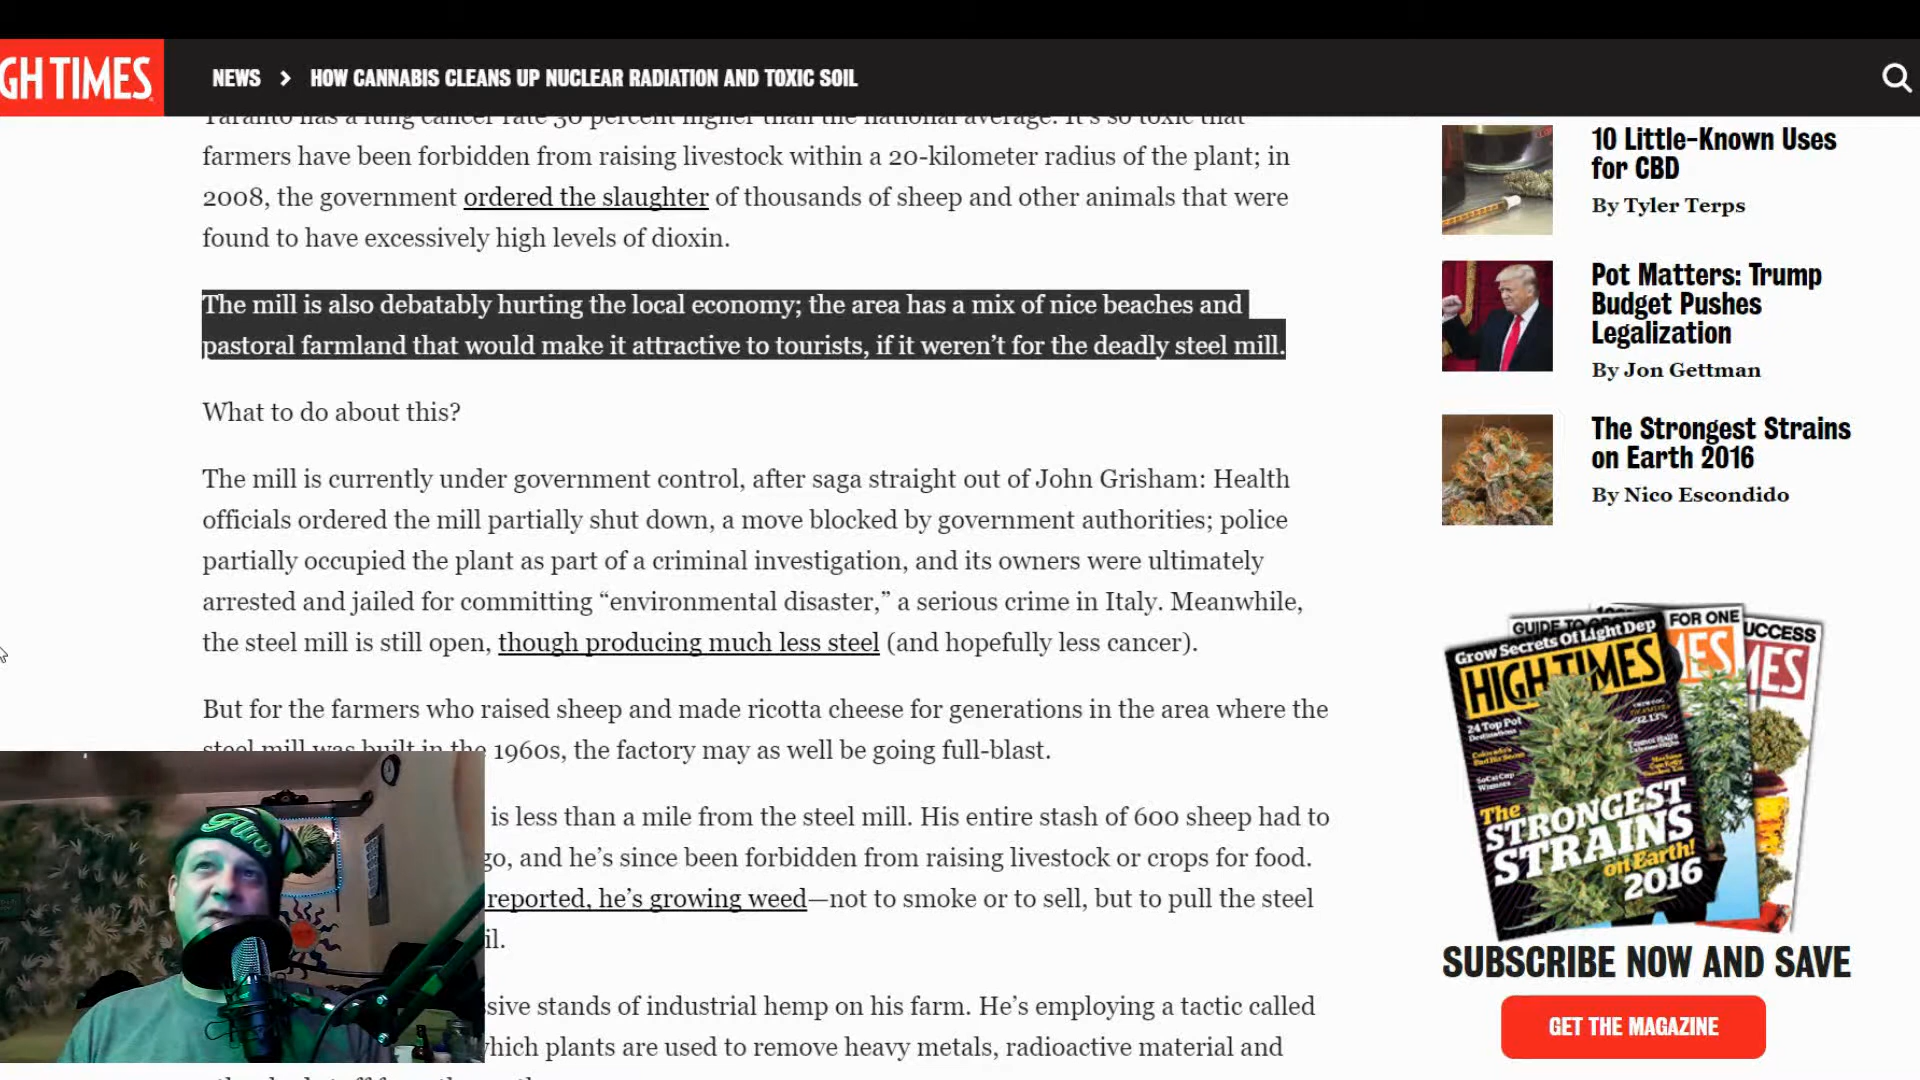 GH TIMES
NEWS > HOW CANNABIS CLEANS UP NUCLEAR RADIATION AND TOXIC SOIL
Taranto has a lung cancer rate 30 percent higher than the national average. It's so toxic that
farmers have been forbidden from raising livestock within a 20-kilometer radius of the plant; in
2008, the government ordered the slaughter of thousands of sheep and other animals that were
found to have excessively high levels of dioxin.
The mill is also debatably hurting the local economy; the area has a mix of nice beaches and
pastoral farmland that would make it attractive to tourists, if it weren't for the deadly steel mill.
What to do about this?
The mill is currently under government control, after saga straight out of John Grisham: Health
officials ordered the mill partially shut down, a move blocked by government authorities; police
partially occupied the plant as part of a criminal investigation, and its owners were ultimately
arrested and jailed for committing “environmental disaster,” a serious crime in Italy. Meanwhile,
the steel mill is still open, though producing much less steel (and hopefully less cancer).
But for the farmers who raised sheep and made ricotta cheese for generations in the area where the
steel mill was built in the 1960s, the factory may as well be going full-blast.
is less than a mile from the steel mill. His entire stash of 600 sheep had to
go, and he's since been forbidden from raising livestock or crops for food.
reported, he's growing weed—not to smoke or to sell, but to pull the steel
il.
sive stands of industrial hemp on his farm. He's employing a tactic called
which plants are used to remove heavy metals, radioactive material and
10 Little-Known Uses
for CBD
By Tyler Terps
Pot Matters: Trump
Budget Pushes
Legalization
By Jon Gettman
The Strongest Strains
on Earth 2016
By Nico Escondido
GUIDE TO
FOR ONE
UCCESS
MES
MES
Grow Secrets Of Light Dep
HIGH TIMES
24 Top Pot
Destinations
SoCal Cup
Winners
The
STRONGEST
STRAINS
on Earth!
2016
SUBSCRIBE NOW AND SAVE
GET THE MAGAZINE